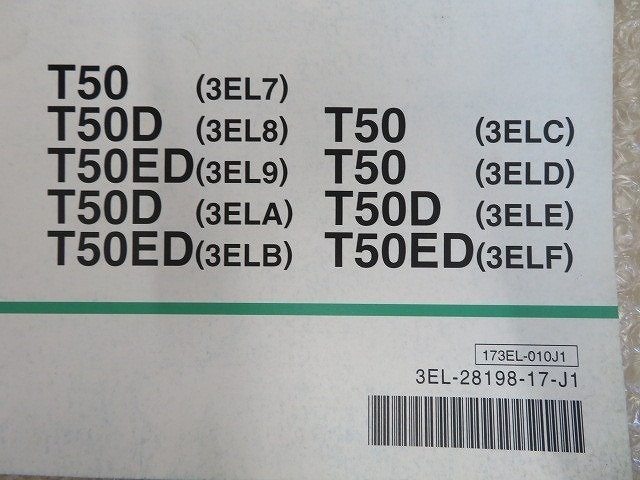 T50 (3EL7)
T50D (3EL8)
T50ED(3EL9)
T50D (3ELA)
T50ED(3ELB)
T50 (3ELC)
T50 (3ELD)
T50D (3ELE)
T50ED(3ELF)
173EL-010J1
3EL-28198-17-J1